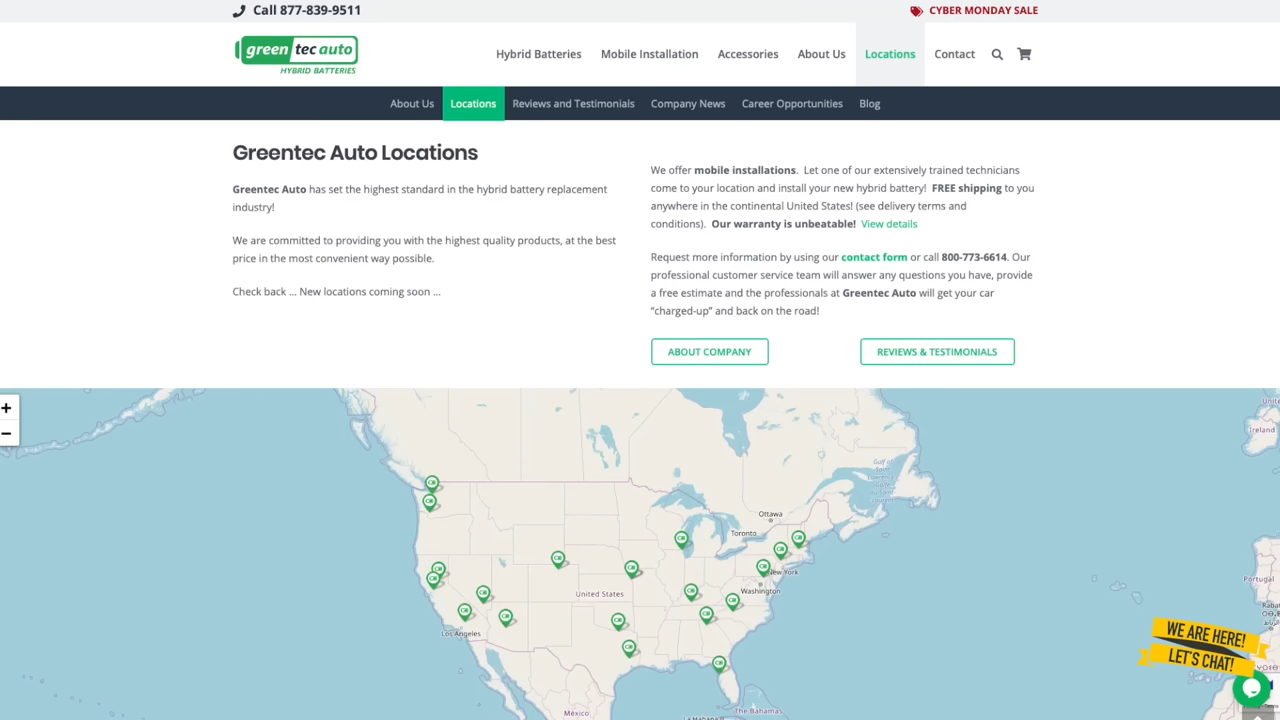 Call 877-839-9511
CYBER MONDAY SALE
green tec auto
HYBRID BATTERIES
Hybrid Batteries
Mobile Installation
Accessories
About Us
Locations
Contact
About Us
Locations
Reviews and Testimonials
Company News
Career Opportunities
Blog
Greentec Auto Locations
Greentec Auto has set the highest standard in the hybrid battery replacement
industry!
We are committed to providing you with the highest quality products, at the best
price in the most convenient way possible.
Check back ... New locations coming soon ...
We offer mobile installations. Let one of our extensively trained technicians
come to your location and install your new hybrid battery! FREE shipping to you
anywhere in the continental United States! (see delivery terms and
conditions). Our warranty is unbeatable! View details
Request more information by using our contact form or call 800-773-6614. Our
professional customer service team will answer any questions you have, provide
a free estimate and the professionals at Greentec Auto will get your car
“charged-up” and back on the road!
ABOUT COMPANY
REVIEWS & TESTIMONIALS
+
−
Ireland
Gulf of
Saint
Lawrence
Ottawa
Toronto
New York
Washington
United States
Los Angeles
Portugal
México
La Habana
The Bahamas
WE ARE HERE!
LET'S CHAT!